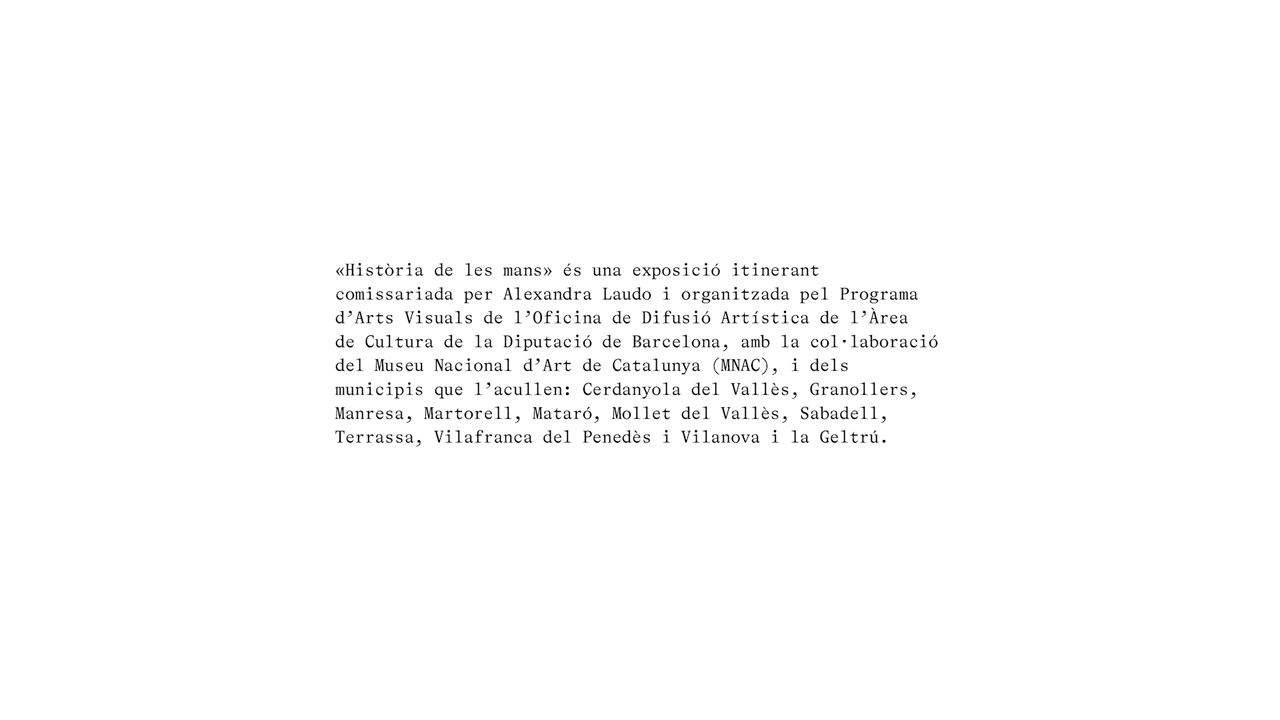 «Història de les mans» és una exposició itinerant
comissariada per Alexandra Laudo i organitzada pel Programa
d’Arts Visuals de l’Oficina de Difusió Artística de l’Àrea
de Cultura de la Diputació de Barcelona, amb la col·laboració
del Museu Nacional d’Art de Catalunya (MNAC), i dels
municipis que l’acullen: Cerdanyola del Vallès, Granollers,
Manresa, Martorell, Mataró, Mollet del Vallès, Sabadell,
Terrassa, Vilafranca del Penedès i Vilanova i la Geltrú.